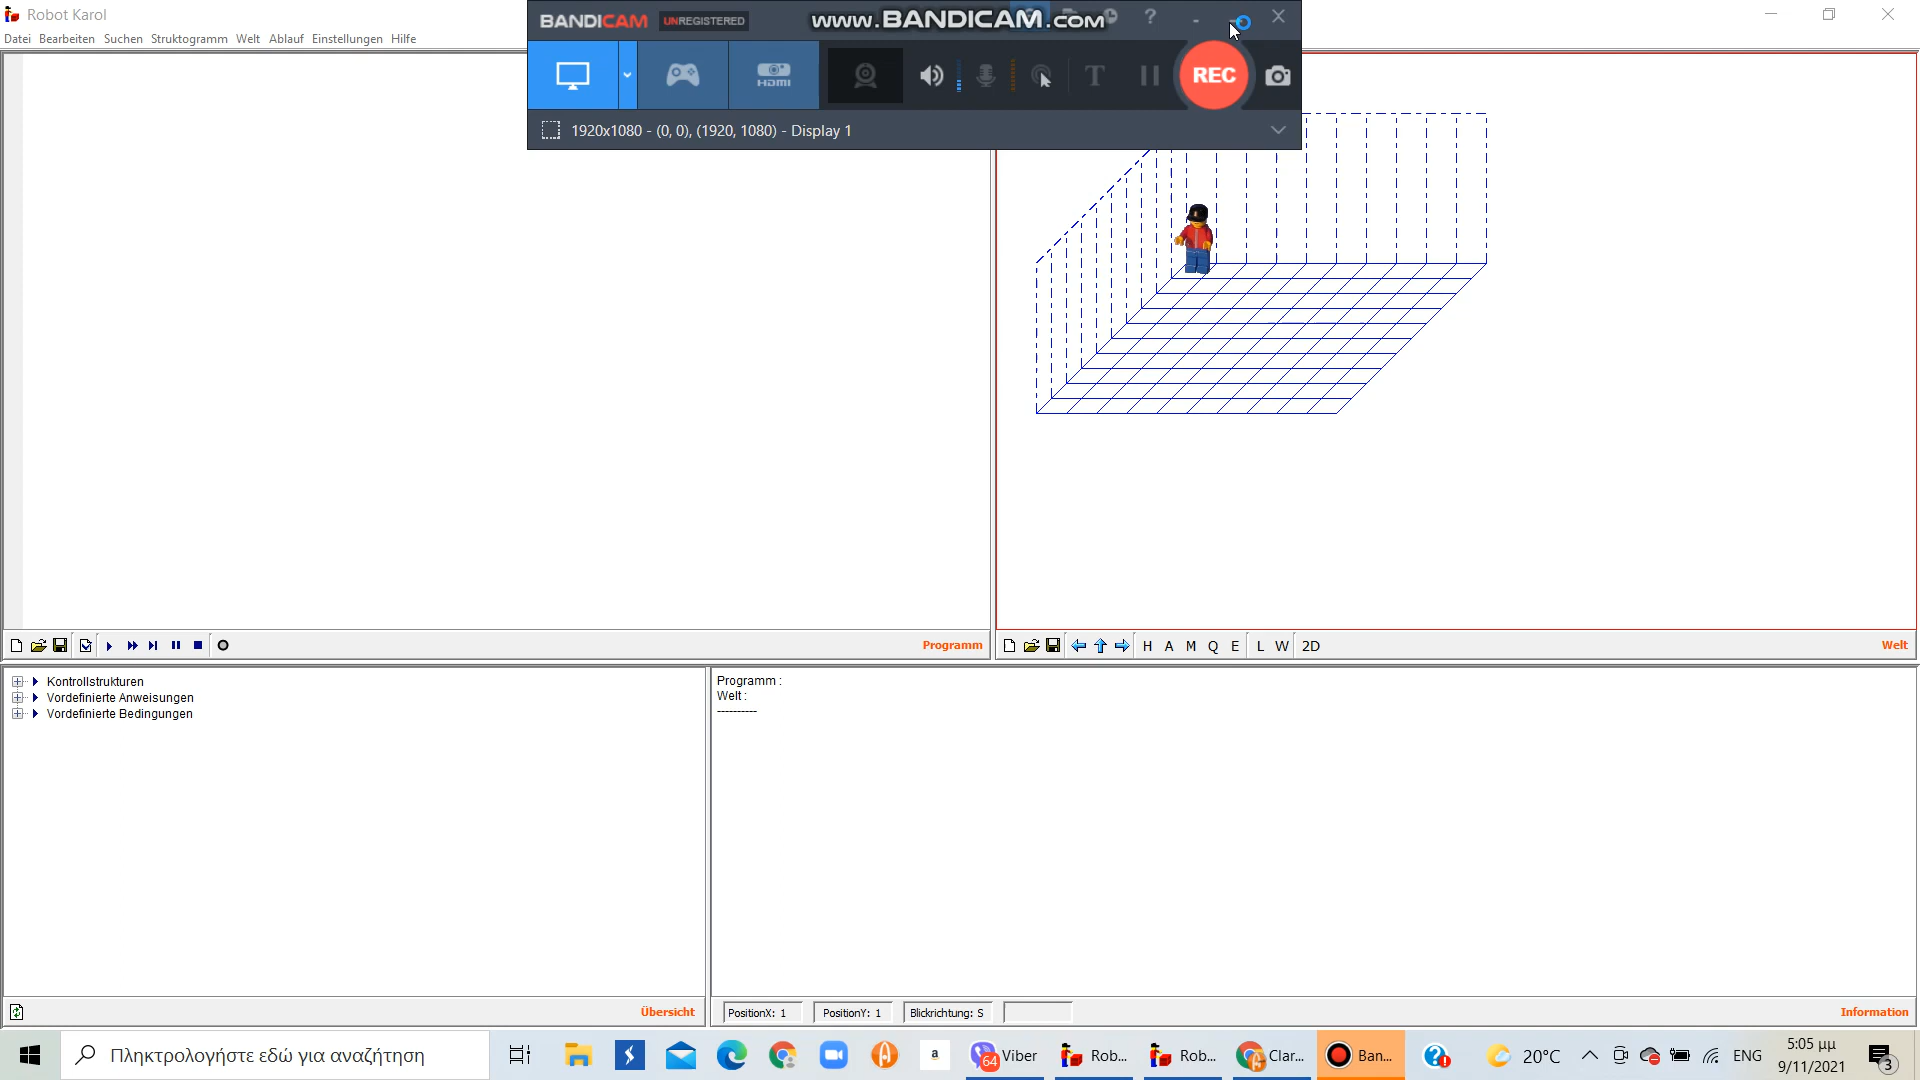 Robot Karol
Datei Bearbeiten Suchen Struktogramm Welt Ablauf Einstellungen Hilfe
BANDICAM UNREGISTERED www.BANDICAM.com ?
HDMI T REC
1920x1080 - (0, 0), (1920, 1080) - Display 1
Programm
H A M Q E L W 2D Welt
Kontrollstrukturen
Vordefinierte Anweisungen
Vordefinierte Bedingungen
Übersicht
Programm :
Welt :
----------
PositionX: 1 PositionY: 1 Blickrichtung: S Information
Πληκτρολογήστε εδώ για αναζήτηση
a 64 Viber Rob... Rob... Clar... Ban... 20°C ENG
5:05 μμ
9/11/2021
3